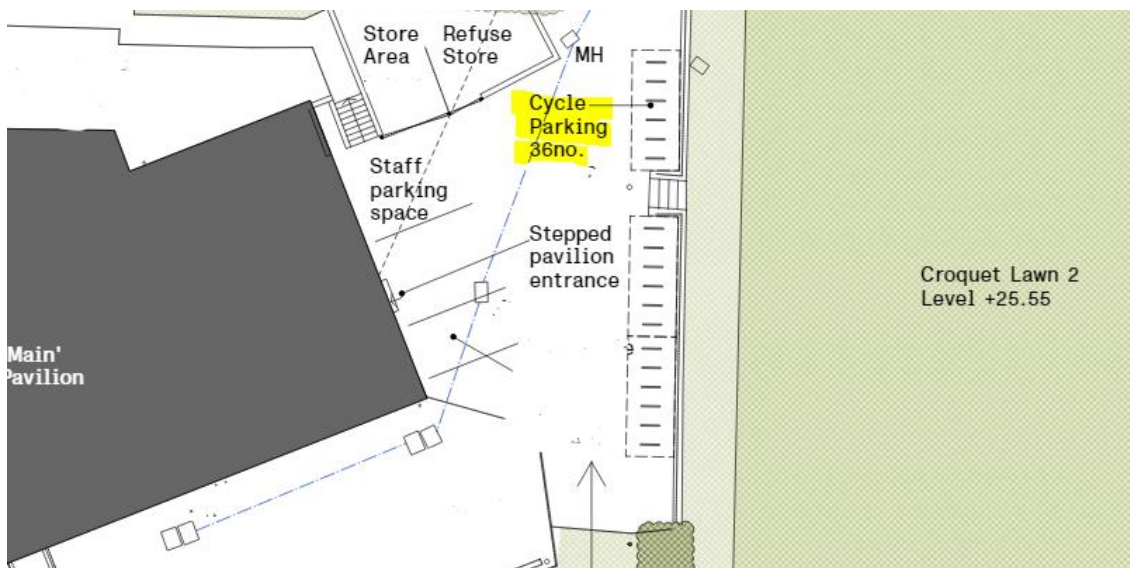 Store
Area
Refuse
Store
MH
Cycle
Parking
36no.
Staff
parking
space
Stepped
pavilion
entrance
Croquet Lawn 2
Level +25.55
Main'
Pavilion